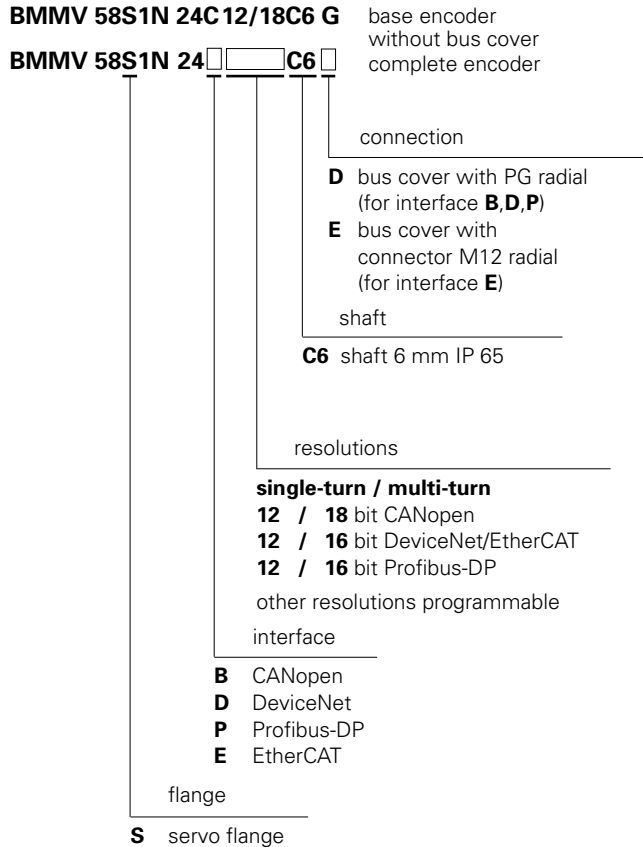 BMMV 58S1N 24C12/18C6 G base encoder
without bus cover
BMMV 58S1N 24 C6 complete encoder
connection
D bus cover with PG radial
(for interface B,D,P)
E bus cover with
connector M12 radial
(for interface E)
shaft
C6 shaft 6 mm IP 65
resolutions
single-turn / multi-turn
12 / 18 bit CANopen
12 / 16 bit DeviceNet/EtherCAT
12 / 16 bit Profibus-DP
other resolutions programmable
interface
B CANopen
D DeviceNet
P Profibus-DP
E EtherCAT
flange
S servo flange